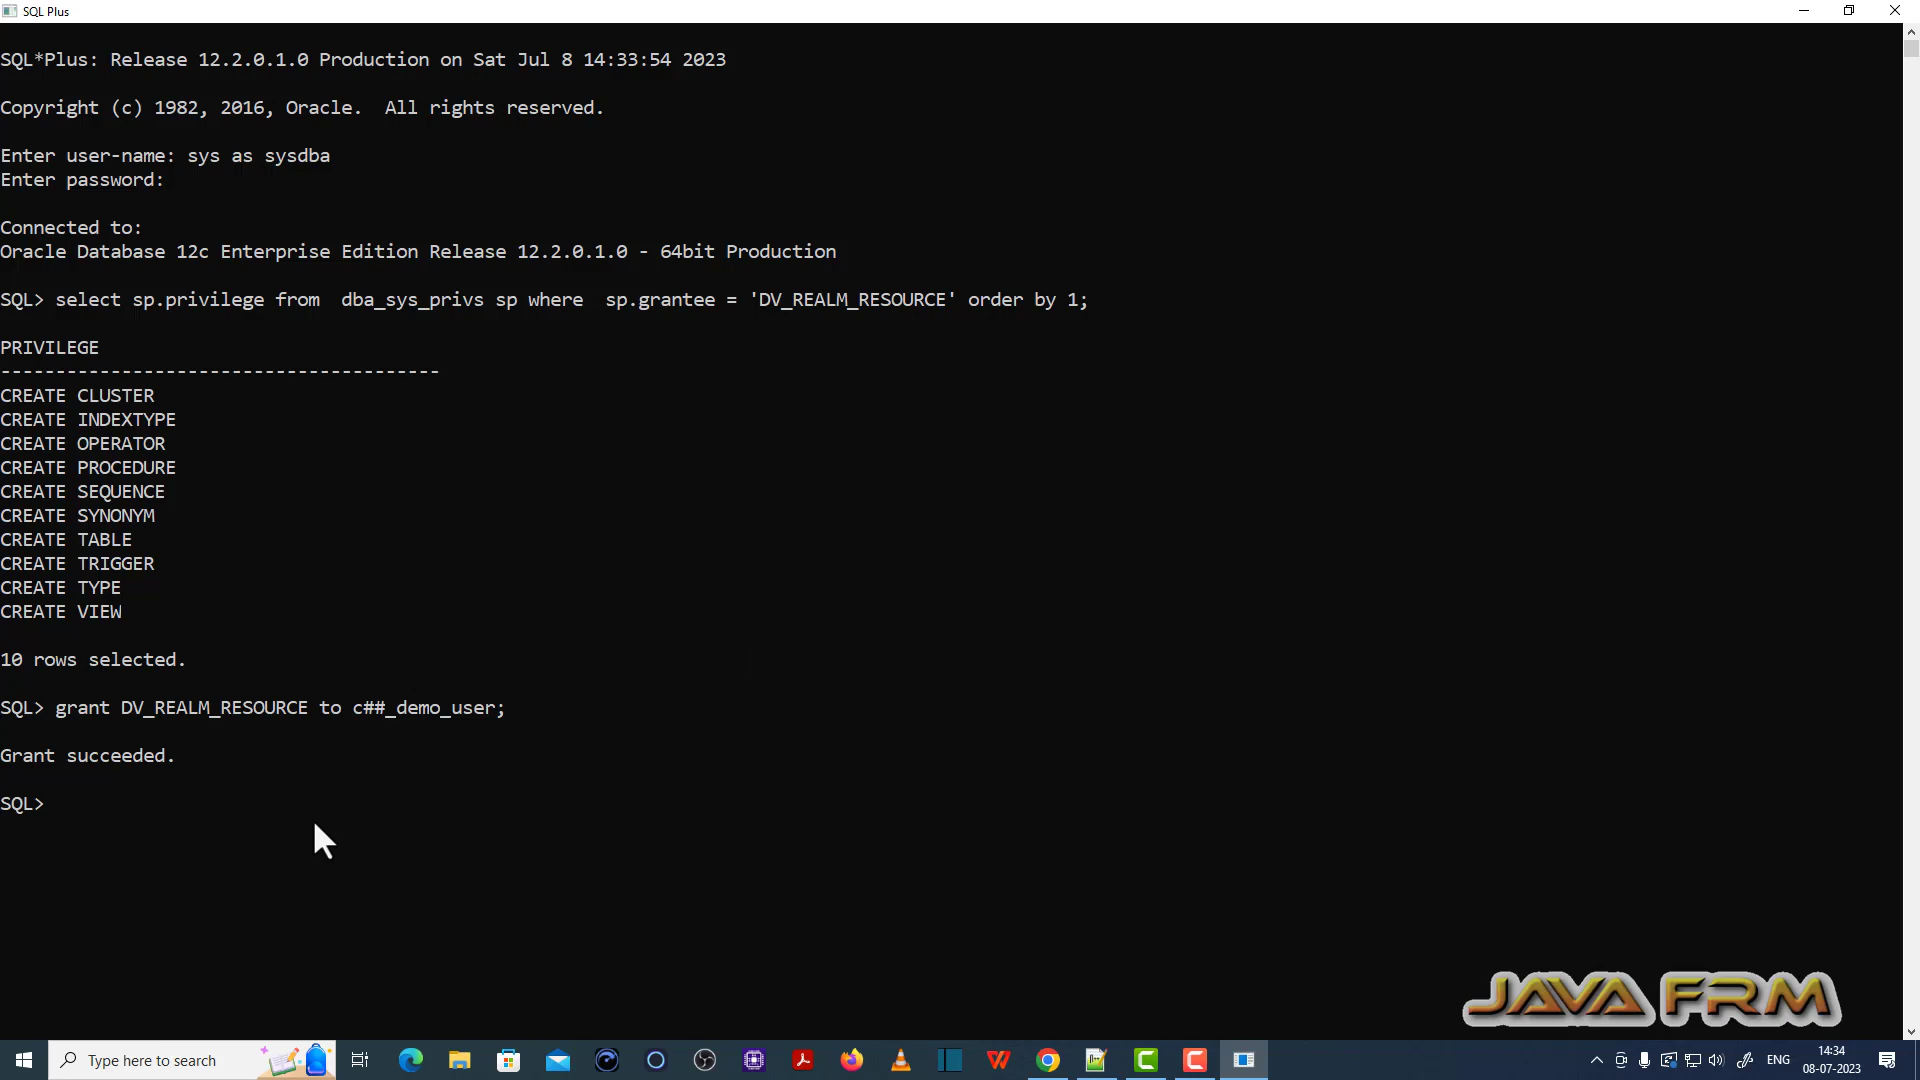 SQL Plus
SQL*Plus: Release 12.2.0.1.0 Production on Sat Jul 8 14:33:54 2023
Copyright (c) 1982, 2016, Oracle.  All rights reserved.
Enter user-name: sys as sysdba
Enter password:
Connected to:
Oracle Database 12c Enterprise Edition Release 12.2.0.1.0 - 64bit Production
SQL> select sp.privilege from  dba_sys_privs sp where  sp.grantee = 'DV_REALM_RESOURCE' order by 1;
PRIVILEGE
----------------------------------------
CREATE CLUSTER
CREATE INDEXTYPE
CREATE OPERATOR
CREATE PROCEDURE
CREATE SEQUENCE
CREATE SYNONYM
CREATE TABLE
CREATE TRIGGER
CREATE TYPE
CREATE VIEW
10 rows selected.
SQL> grant DV_REALM_RESOURCE to c##_demo_user;
Grant succeeded.
SQL>
JAVA FRM
Type here to search
ENG
14:34
08-07-2023